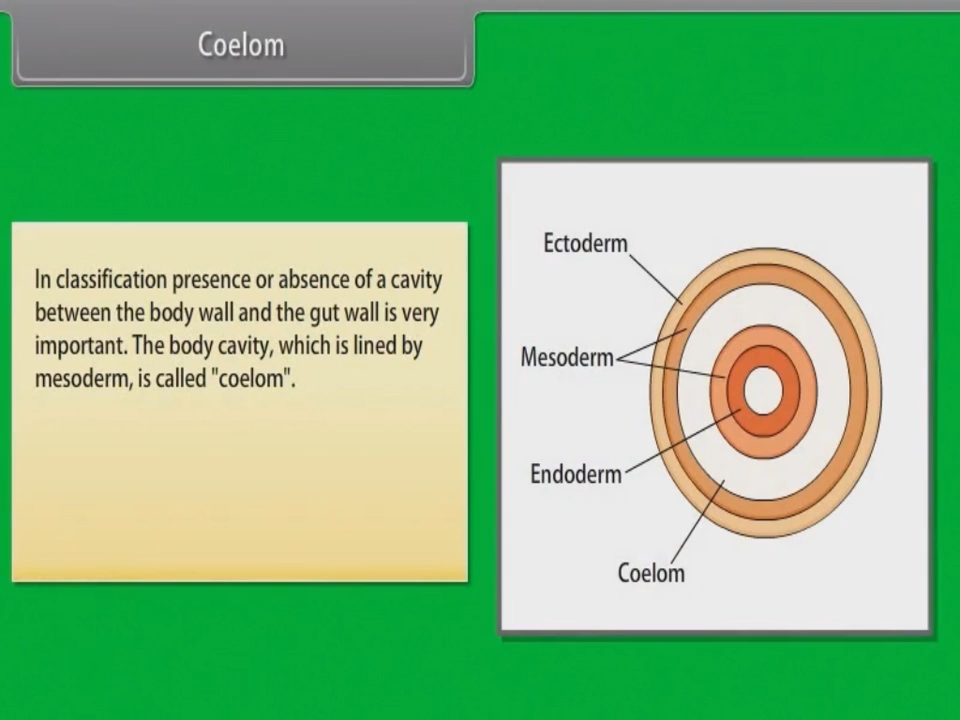 Coelom
In classification presence or absence of a cavity
between the body wall and the gut wall is very
important. The body cavity, which is lined by
mesoderm, is called "coelom".
Ectoderm
Mesoderm
Endoderm
Coelom